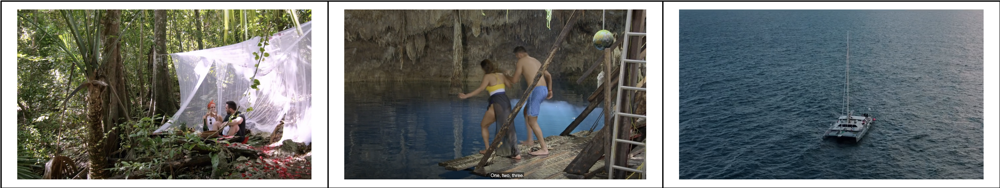 One, two, three.